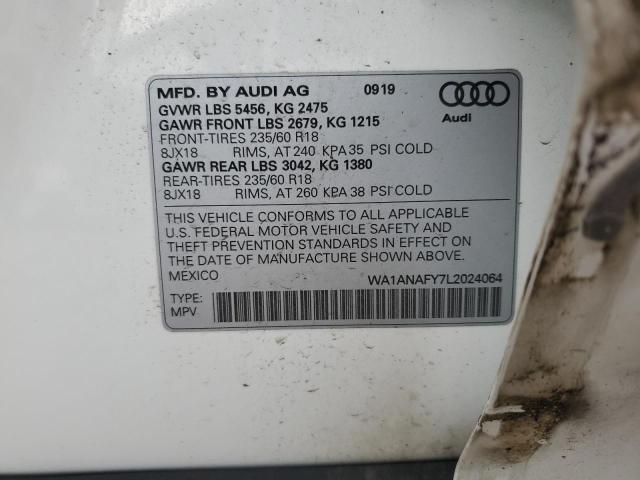 MFD. BY AUDI AG 0919
GVWR LBS 5456, KG 2475
GAWR FRONT LBS 2679, KG 1215
FRONT-TIRES 235/60 R18
8JX18 RIMS, AT 240 KPA 35 PSI COLD
GAWR REAR LBS 3042, KG 1380
REAR-TIRES 235/60 R18
8JX18 RIMS, AT 260 KPA 38 PSI COLD
Audi
THIS VEHICLE CONFORMS TO ALL APPLICABLE
U.S. FEDERAL MOTOR VEHICLE SAFETY AND
THEFT PREVENTION STANDARDS IN EFFECT ON
THE DATE OF MANUFACTURE SHOWN ABOVE.
MEXICO WA1ANAFY7L2024064
TYPE:
MPV